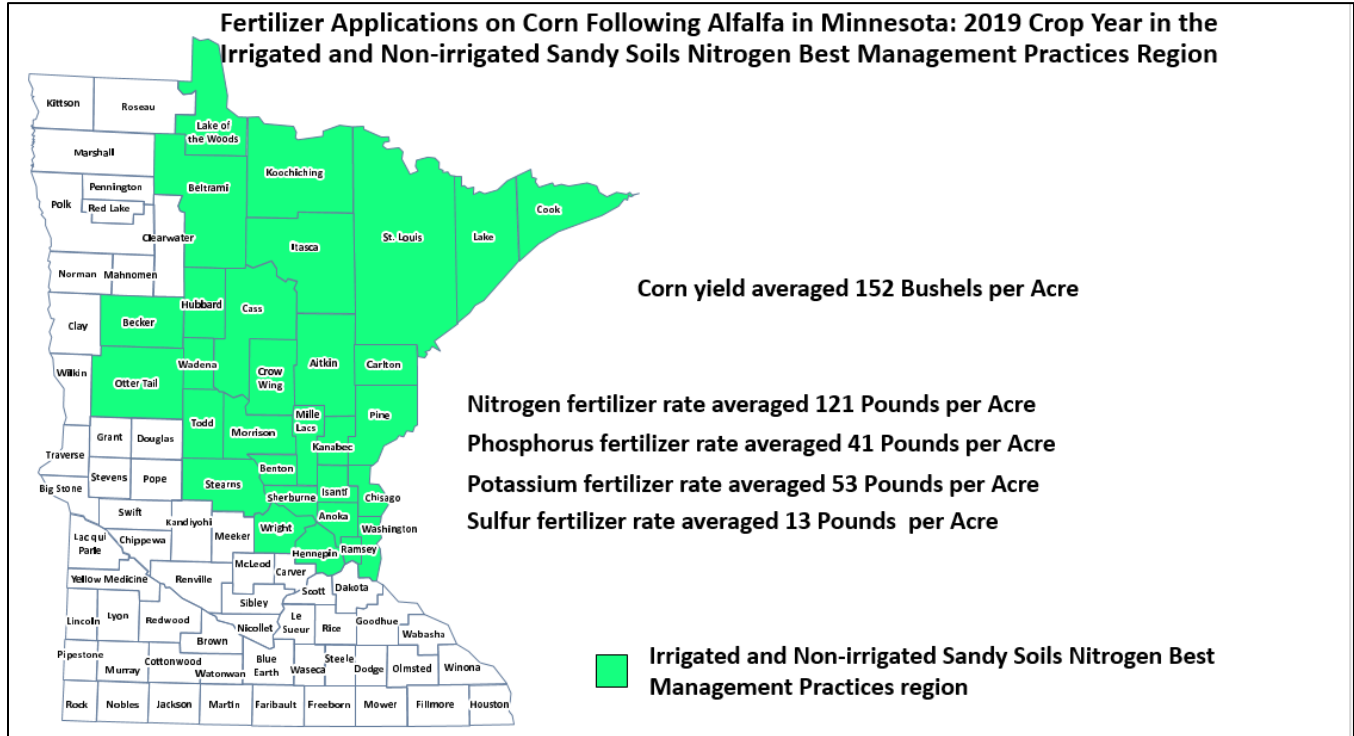 Fertilizer Applications on Corn Following Alfalfa in Minnesota: 2019 Crop Year in the
Irrigated and Non-irrigated Sandy Soils Nitrogen Best Management Practices Region
Kittson
Roseau
Lake of
the Woods
Marshall
Koochiching
Pennington
Beltrami
Polk
Red Lake
Cook
Clearwater
Itasca
St. Louis
Lake
Norman
Mahnomen
Corn yield averaged 152 Bushels per Acre
Hubbard
Cass
Clay
Becker
Wadena
Aitkin
Carlton
Wilkin
Otter Tail
Crow
Wing
Nitrogen fertilizer rate averaged 121 Pounds per Acre
Mille
Lacs
Pine
Todd
Morrison
Grant
Douglas
Phosphorus fertilizer rate averaged 41 Pounds per Acre
Kanabec
Traverse
Benton
Stevens
Pope
Stearns
Big Stone
Potassium fertilizer rate averaged 53 Pounds per Acre
Sherburne
Isanti
Chisago
Swift
Anoka
Kandiyohi
Sulfur fertilizer rate averaged 13 Pounds per Acre
Wright
Washington
Lac qui
Parle
Chippewa
Meeker
Hennepin
Ramsey
McLeod
Carver
Yellow Medicine
Renville
Scott
Dakota
Sibley
Lincoln
Lyon
Redwood
Nicollet
Le
Sueur
Rice
Goodhue
Wabasha
Brown
Pipestone
Murray
Cottonwood
Watonwan
Blue
Earth
Waseca
Steele
Dodge
Olmsted
Winona
Irrigated and Non-irrigated Sandy Soils Nitrogen Best
Management Practices region
Rock
Nobles
Jackson
Martin
Faribault
Freeborn
Mower
Fillmore
Houston